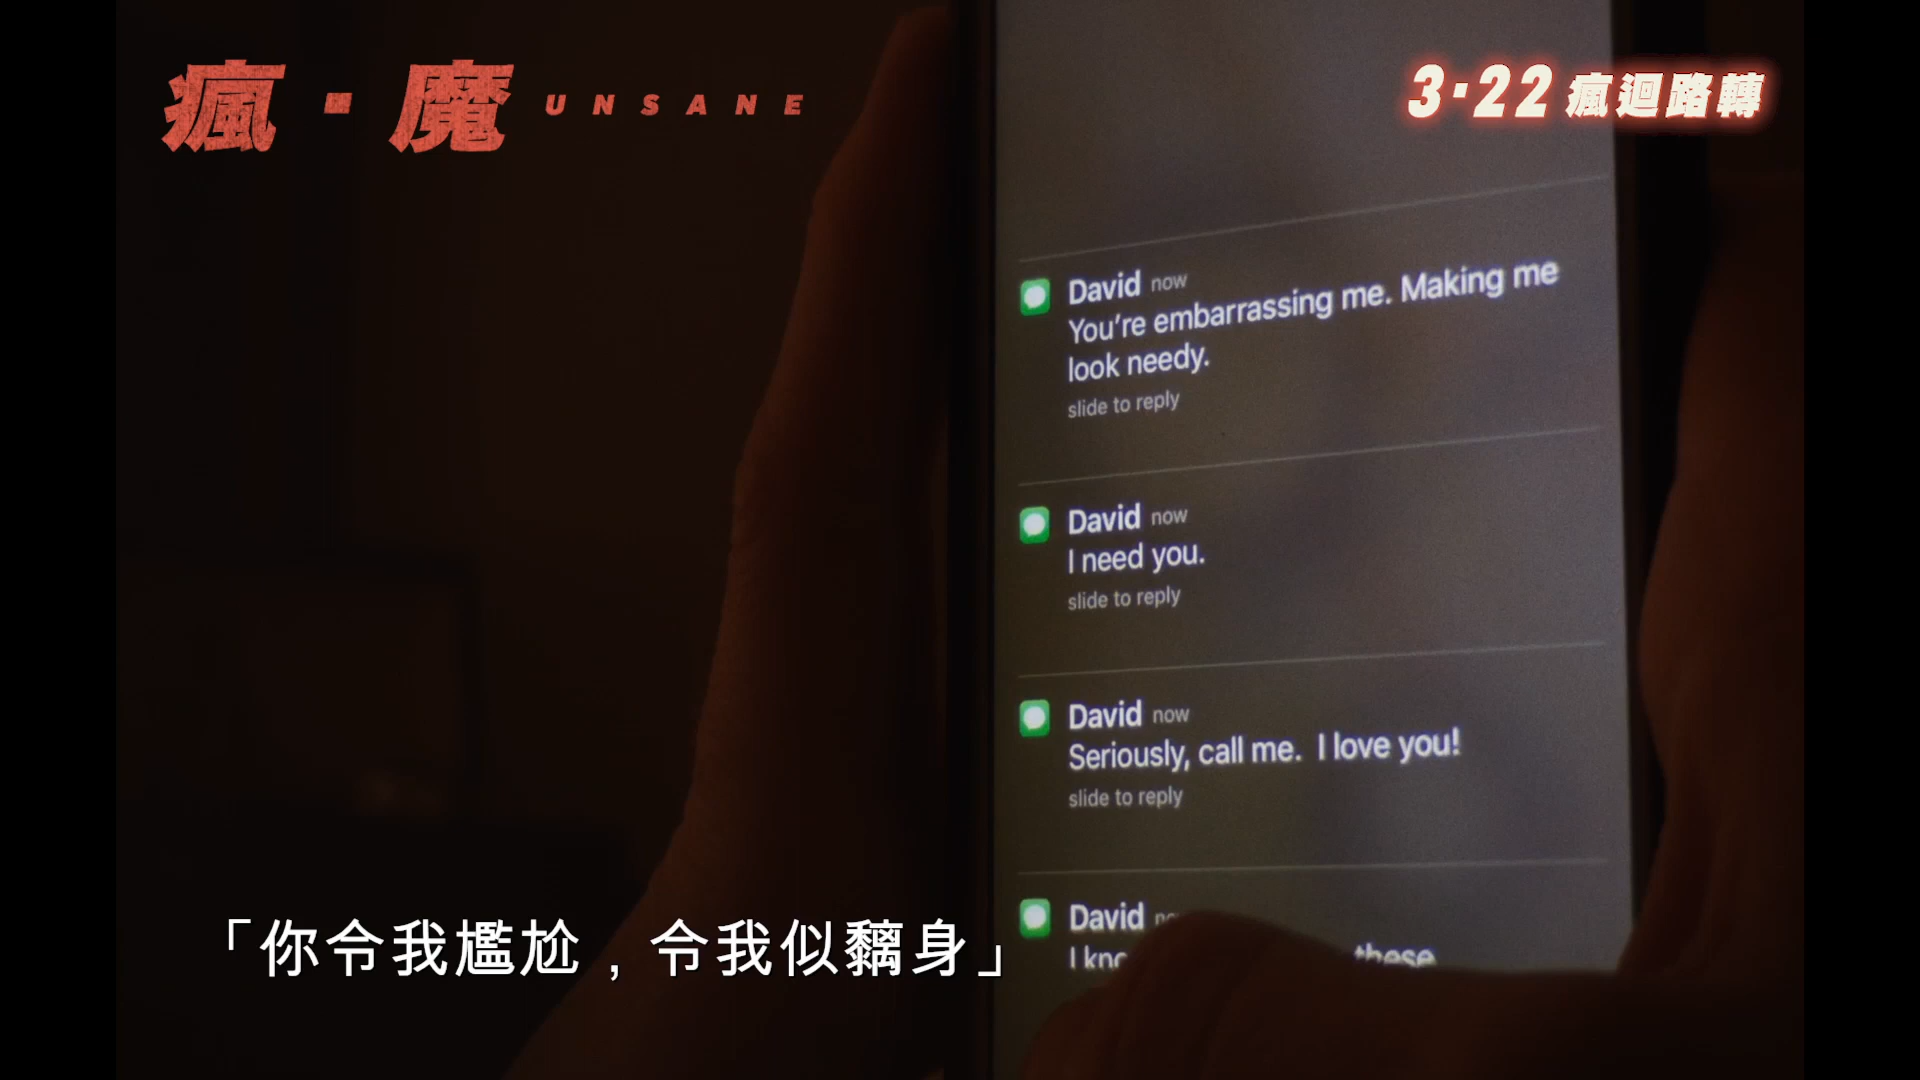 瘋·魔 UNSANE
3·22 瘋迴路轉
David now
You're embarrassing me. Making me
look needy.
slide to reply
David now
I need you.
slide to reply
David now
Seriously, call me. I love you!
slide to reply
David
these
「你令我尷尬，令我似黐身」